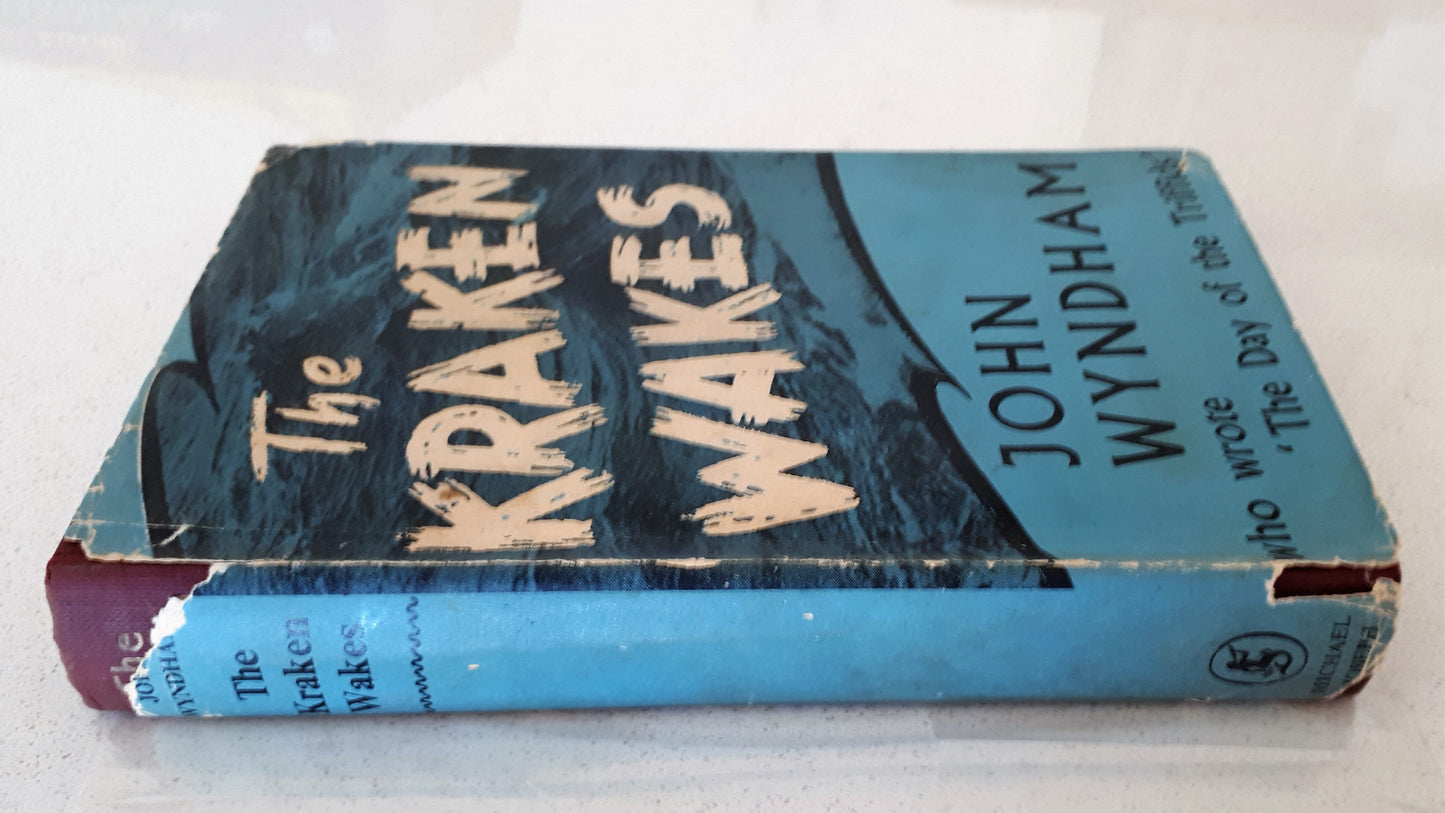 The
KRAKEN
WAKES
JOHN
WYNDHAM
who wrote
'The Day of the Triffids'
The
JOHN
WYNDHAM
The
Kraken
Wakes
MICHAEL